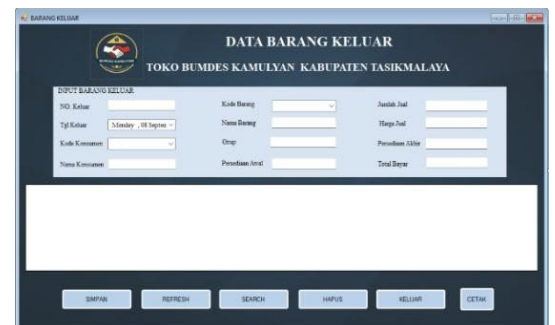 BARANG KELUAR
DATA BARANG KELUAR
TOKO BUMDES KAMULYAN KABUPATEN TASIKMALAYA
INPUT BARANG KELUAR
NO. Keluar Kode Barang Jumlah Jual
Tgl Keluar Monday , 08 Septen Nama Barang Harga Jual
Kode Konsumen Grup Persediaan Akhir
Nama Konsumen Persediaan Awal Total Bayar
SIMPAN REFRESH SEARCH HAPUS KELUAR CETAK